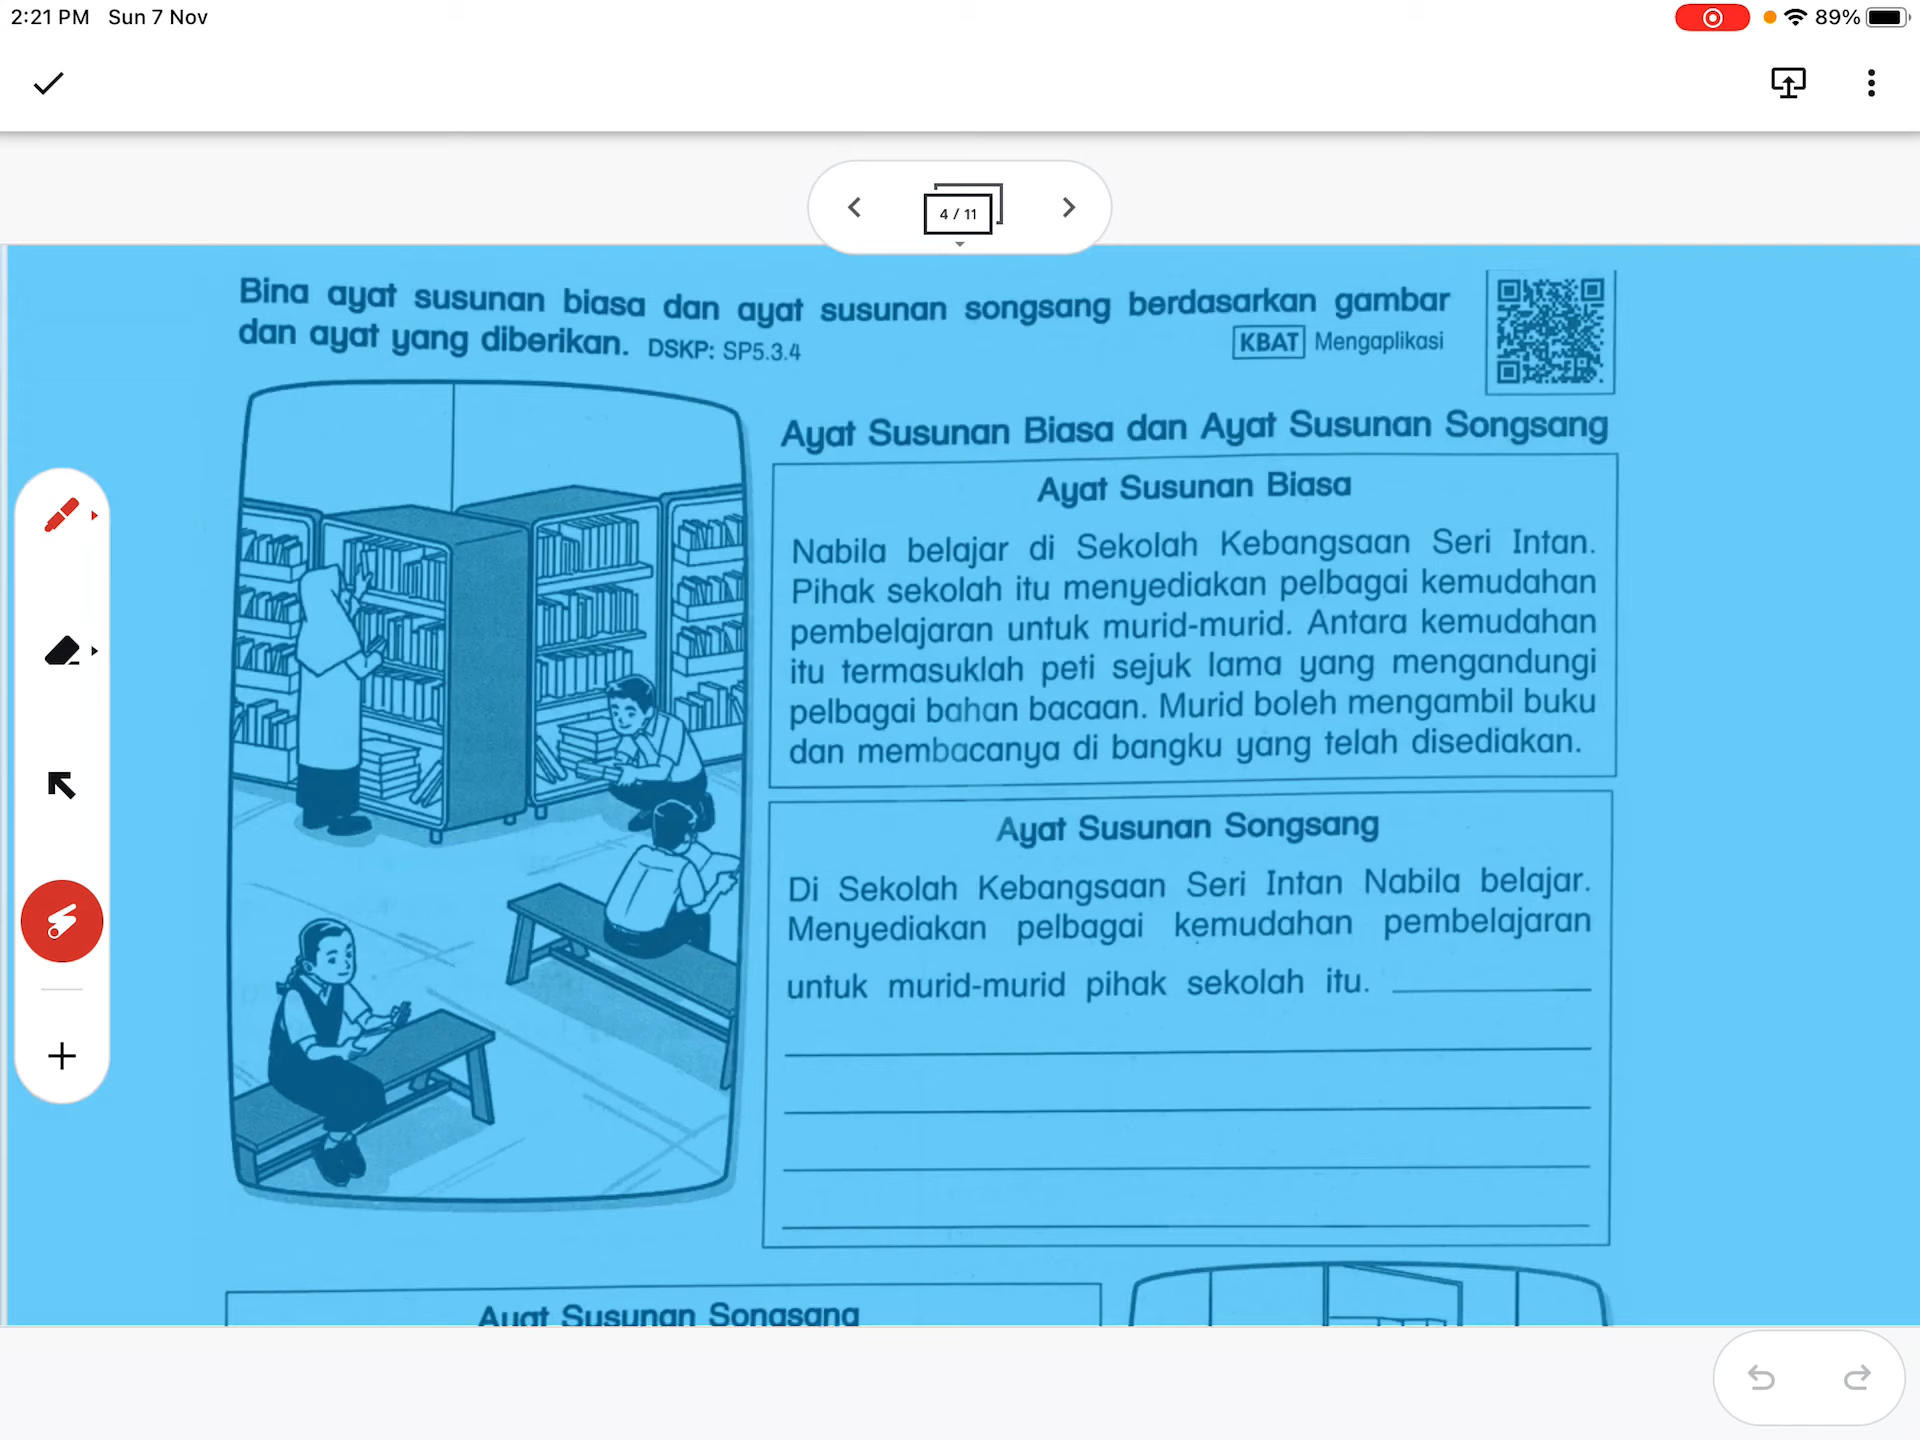 2:21 PM Sun 7 Nov
89%
4 / 11
Bina ayat susunan biasa dan ayat susunan songsang berdasarkan gambar
dan ayat yang diberikan. DSKP: SP5.3.4
KBAT Mengaplikasi
Ayat Susunan Biasa dan Ayat Susunan Songsang
Ayat Susunan Biasa
Nabila belajar di Sekolah Kebangsaan Seri Intan.
Pihak sekolah itu menyediakan pelbagai kemudahan
pembelajaran untuk murid-murid. Antara kemudahan
itu termasuklah peti sejuk lama yang mengandungi
pelbagai bahan bacaan. Murid boleh mengambil buku
dan membacanya di bangku yang telah disediakan.
Ayat Susunan Songsang
Di Sekolah Kebangsaan Seri Intan Nabila belajar.
Menyediakan pelbagai kemudahan pembelajaran
untuk murid-murid pihak sekolah itu.
Ayat Susunan Songsang